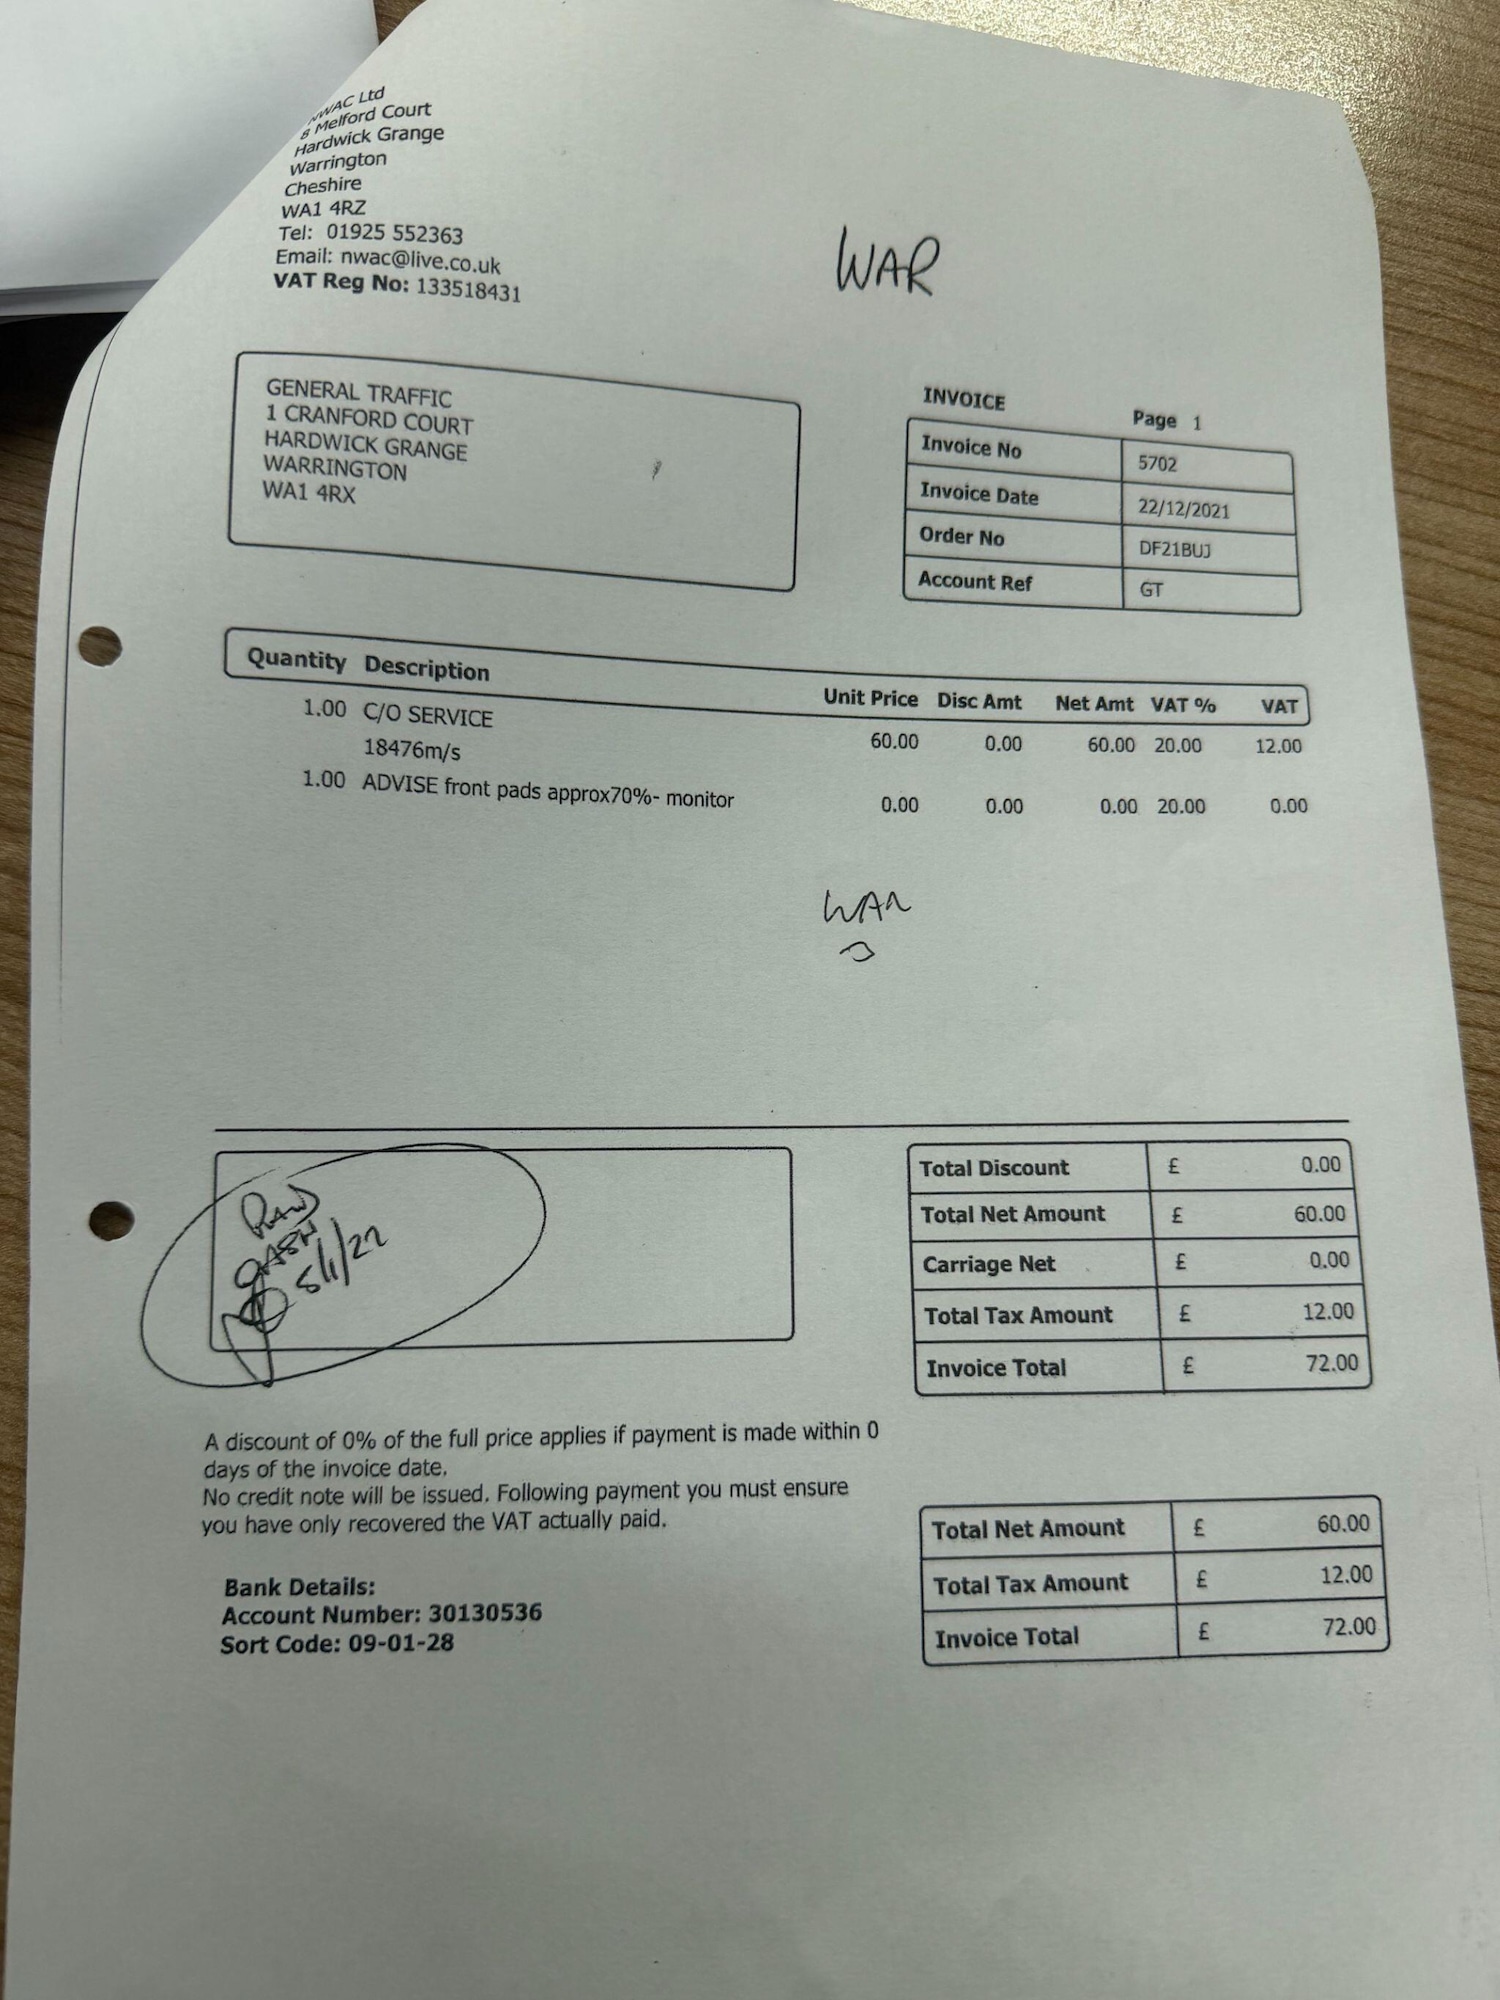 NWAC Ltd
8 Melford Court
Hardwick Grange
Warrington
Cheshire
WA1 4RZ
Tel: 01925 552363
Email: nwac@live.co.uk
VAT Reg No: 133518431
WAR
GENERAL TRAFFIC
1 CRANFORD COURT
HARDWICK GRANGE
WARRINGTON
WA1 4RX
INVOICE Page 1
Invoice No 5702
Invoice Date 22/12/2021
Order No DF21BUJ
Account Ref GT
Quantity Description Unit Price Disc Amt Net Amt VAT % VAT
1.00 C/O SERVICE 60.00 0.00 60.00 20.00 12.00
18476m/s
1.00 ADVISE front pads approx70%- monitor 0.00 0.00 0.00 20.00 0.00
WAR
Total Discount £ 0.00
Total Net Amount £ 60.00
Carriage Net £ 0.00
Total Tax Amount £ 12.00
Invoice Total £ 72.00
5/1/22
A discount of 0% of the full price applies if payment is made within 0
days of the invoice date.
No credit note will be issued. Following payment you must ensure
you have only recovered the VAT actually paid.
Total Net Amount £ 60.00
Total Tax Amount £ 12.00
Invoice Total £ 72.00
Bank Details:
Account Number: 30130536
Sort Code: 09-01-28